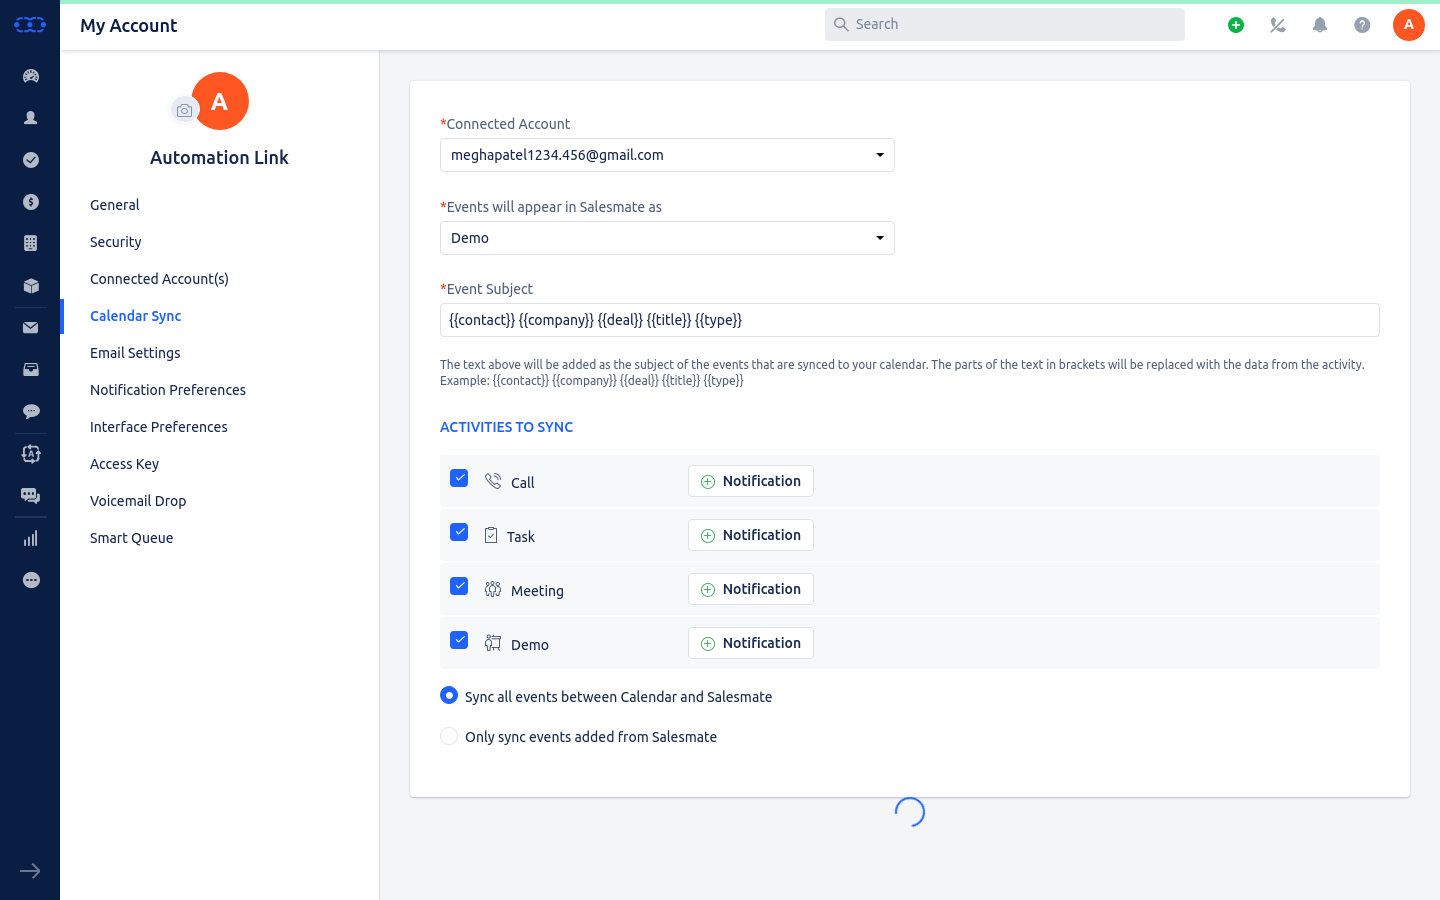 My Account
Search
A
A
Automation Link
General
Security
Connected Account(s)
Calendar Sync
Email Settings
Notification Preferences
Interface Preferences
Access Key
Voicemail Drop
Smart Queue
*Connected Account
meghapatel1234.456@gmail.com
*Events will appear in Salesmate as
Demo
*Event Subject
{{contact}} {{company}} {{deal}} {{title}} {{type}}
The text above will be added as the subject of the events that are synced to your calendar. The parts of the text in brackets will be replaced with the data from the activity.
Example: {{contact}} {{company}} {{deal}} {{title}} {{type}}
ACTIVITIES TO SYNC
Call Notification
Task Notification
Meeting Notification
Demo Notification
Sync all events between Calendar and Salesmate
Only sync events added from Salesmate